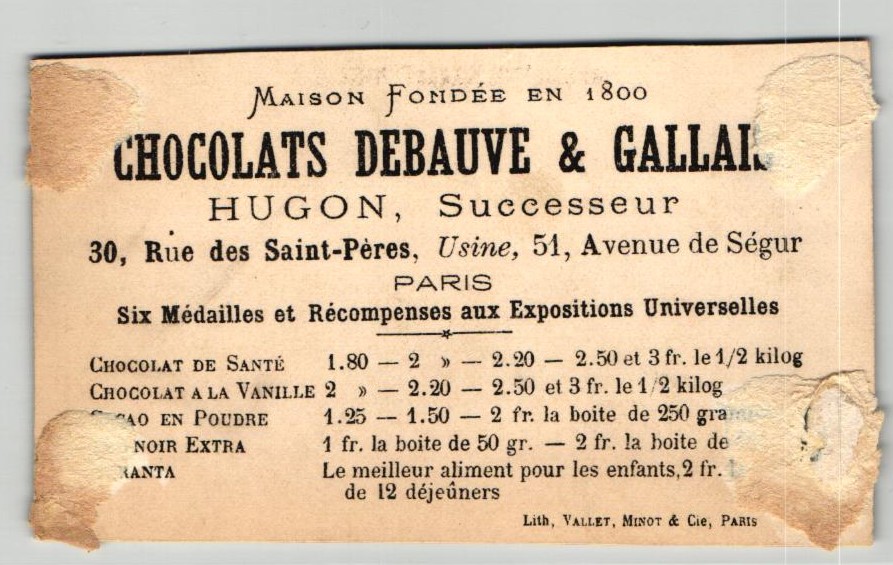 MAISON FONDÉE EN 1800
CHOCOLATS DEBAUVE & GALLAIS
HUGON, Successeur
30, Rue des Saint-Pères, Usine, 51, Avenue de Ségur
PARIS
Six Médailles et Récompenses aux Expositions Universelles
CHOCOLAT DE SANTÉ 1.80 — 2 » — 2.20 — 2.50 et 3 fr. le 1/2 kilog
CHOCOLAT A LA VANILLE 2 » — 2.20 — 2.50 et 3 fr. le 1/2 kilog
CACAO EN POUDRE 1.25 — 1.50 — 2 fr. la boite de 250
NOIR EXTRA 1 fr. la boite de 50 gr. — 2 fr. la boite de
Le meilleur aliment pour les enfants, 2 fr.
de 12 déjeûners
Lith, VALLET, MINOT & Cie, PARIS